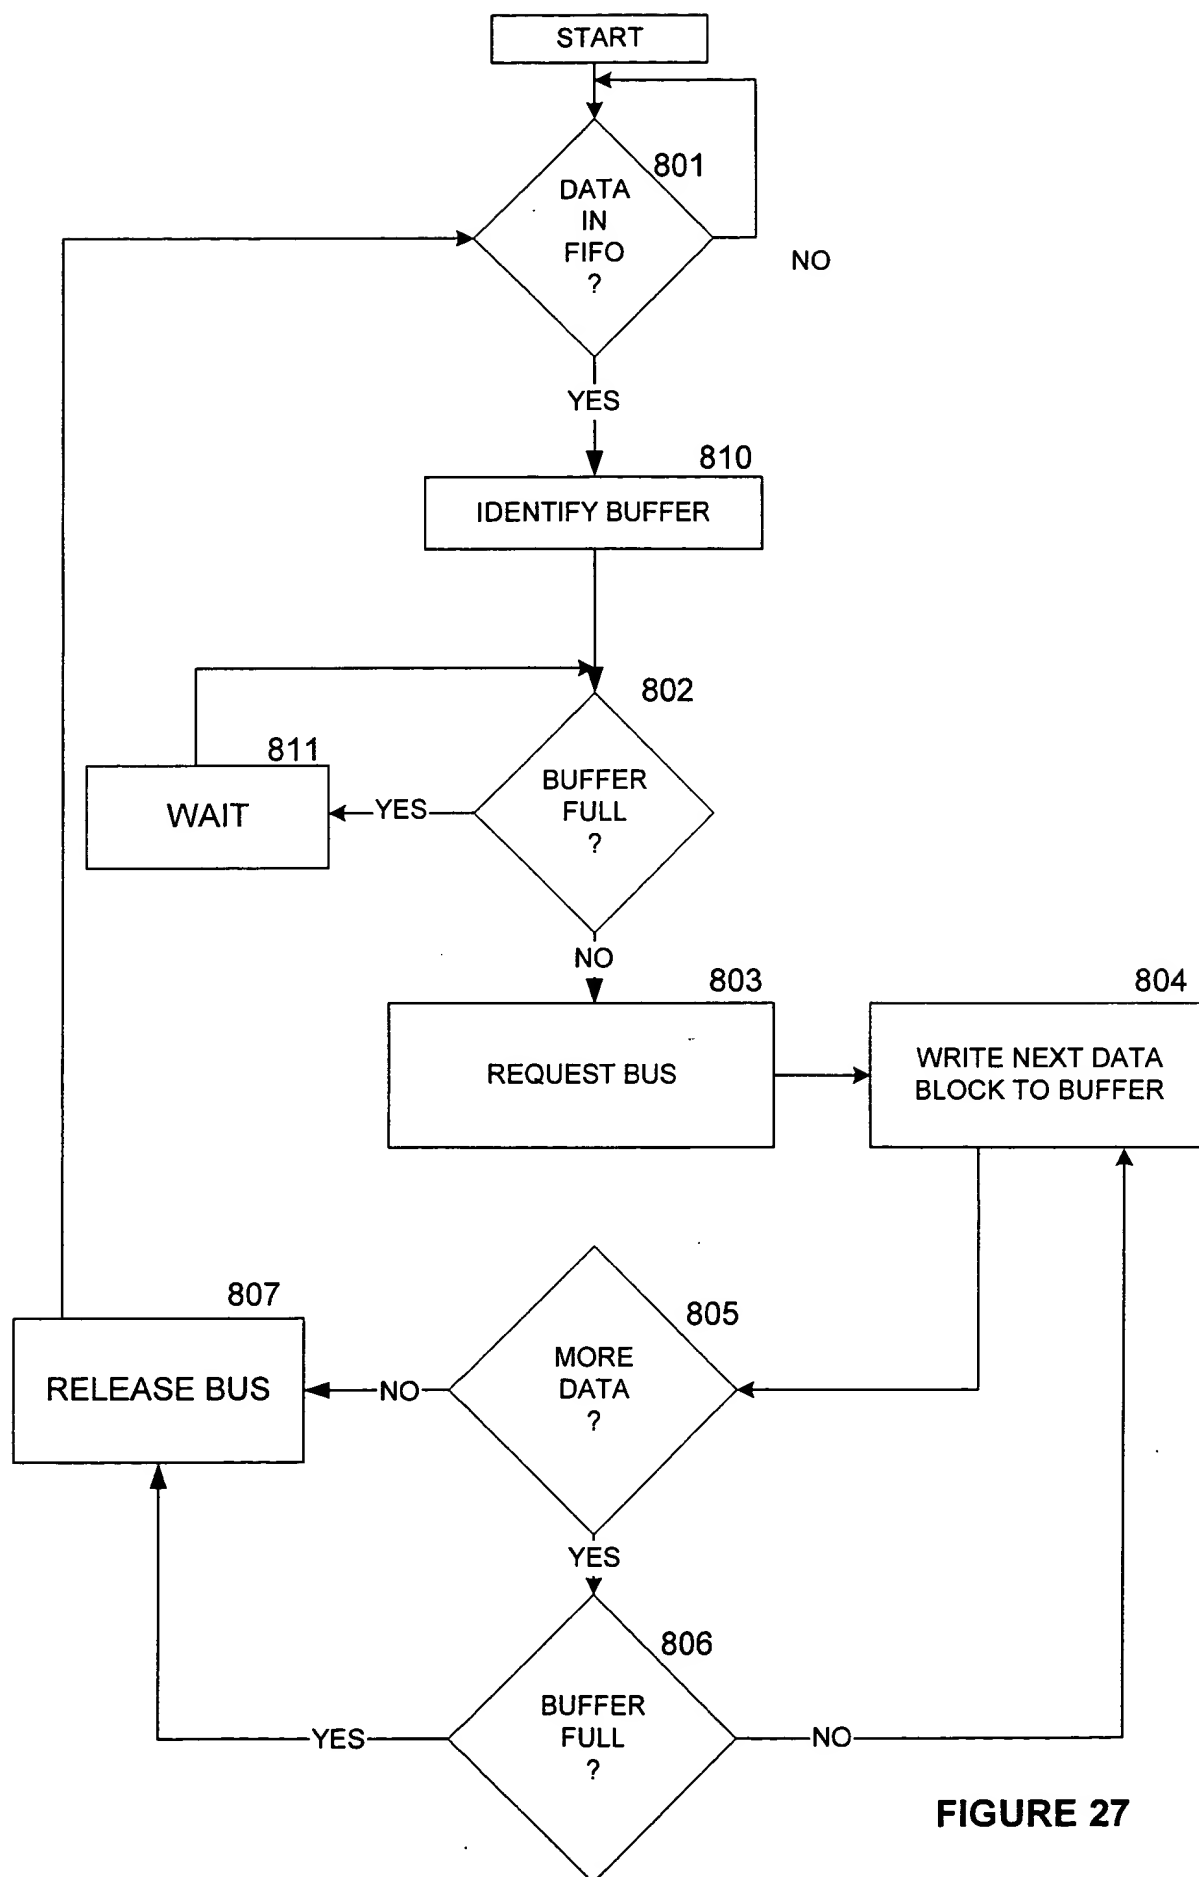 START
801
DATA
IN
FIFO
?
NO
YES
810
IDENTIFY BUFFER
802
811
BUFFER
FULL
?
WAIT
YES
NO
803
804
REQUEST BUS
WRITE NEXT DATA
BLOCK TO BUFFER
807
805
MORE
DATA
?
RELEASE BUS
NO
YES
806
BUFFER
FULL
?
YES
NO
FIGURE 27